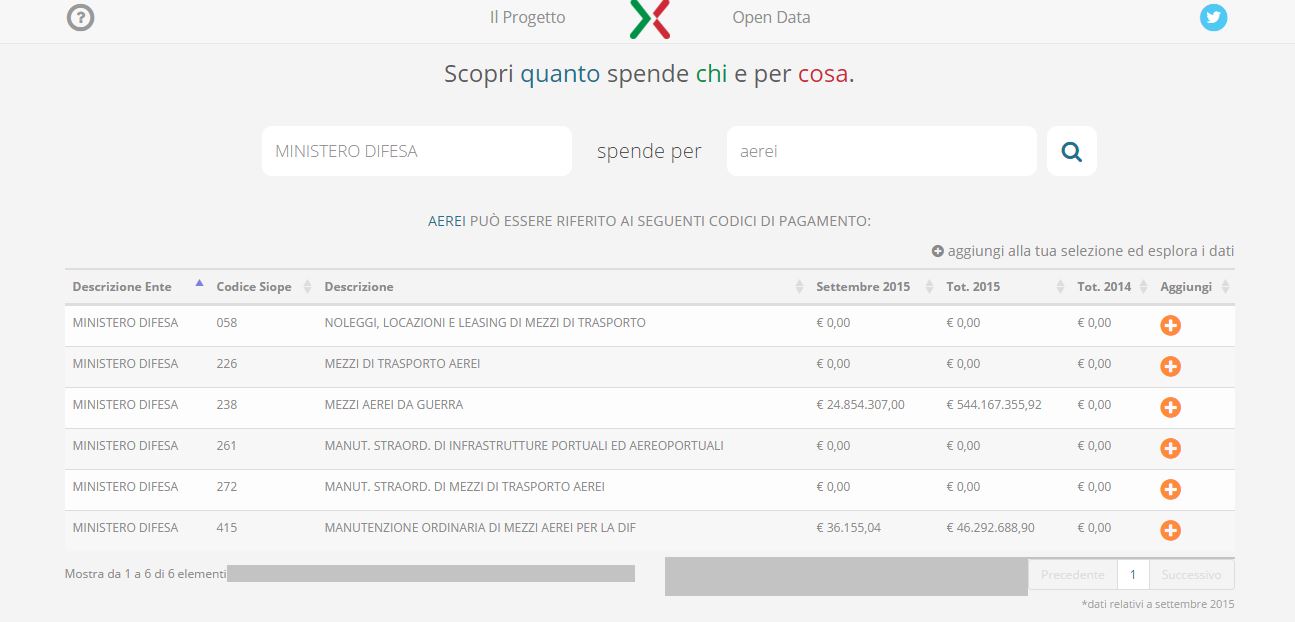 Il Progetto Open Data
Scopri quanto spende chi e per cosa.
MINISTERO DIFESA spende per aerei
AEREI PUÒ ESSERE RIFERITO AI SEGUENTI CODICI DI PAGAMENTO:
aggiungi alla tua selezione ed esplora i dati
Descrizione Ente Codice Siope Descrizione Settembre 2015 Tot. 2015 Tot. 2014 Aggiungi
MINISTERO DIFESA 058 NOLEGGI, LOCAZIONI E LEASING DI MEZZI DI TRASPORTO € 0,00 € 0,00 € 0,00
MINISTERO DIFESA 226 MEZZI DI TRASPORTO AEREI € 0,00 € 0,00 € 0,00
MINISTERO DIFESA 238 MEZZI AEREI DA GUERRA € 24.854.307,00 € 544.167.355,92 € 0,00
MINISTERO DIFESA 261 MANUT. STRAORD. DI INFRASTRUTTURE PORTUALI ED AEREOPORTUALI € 0,00 € 0,00 € 0,00
MINISTERO DIFESA 272 MANUT. STRAORD. DI MEZZI DI TRASPORTO AEREI € 0,00 € 0,00 € 0,00
MINISTERO DIFESA 415 MANUTENZIONE ORDINARIA DI MEZZI AEREI PER LA DIF € 36.155,04 € 46.292.688,90 € 0,00
Mostra da 1 a 6 di 6 elementi Precedente 1 Successivo
*dati relativi a settembre 2015